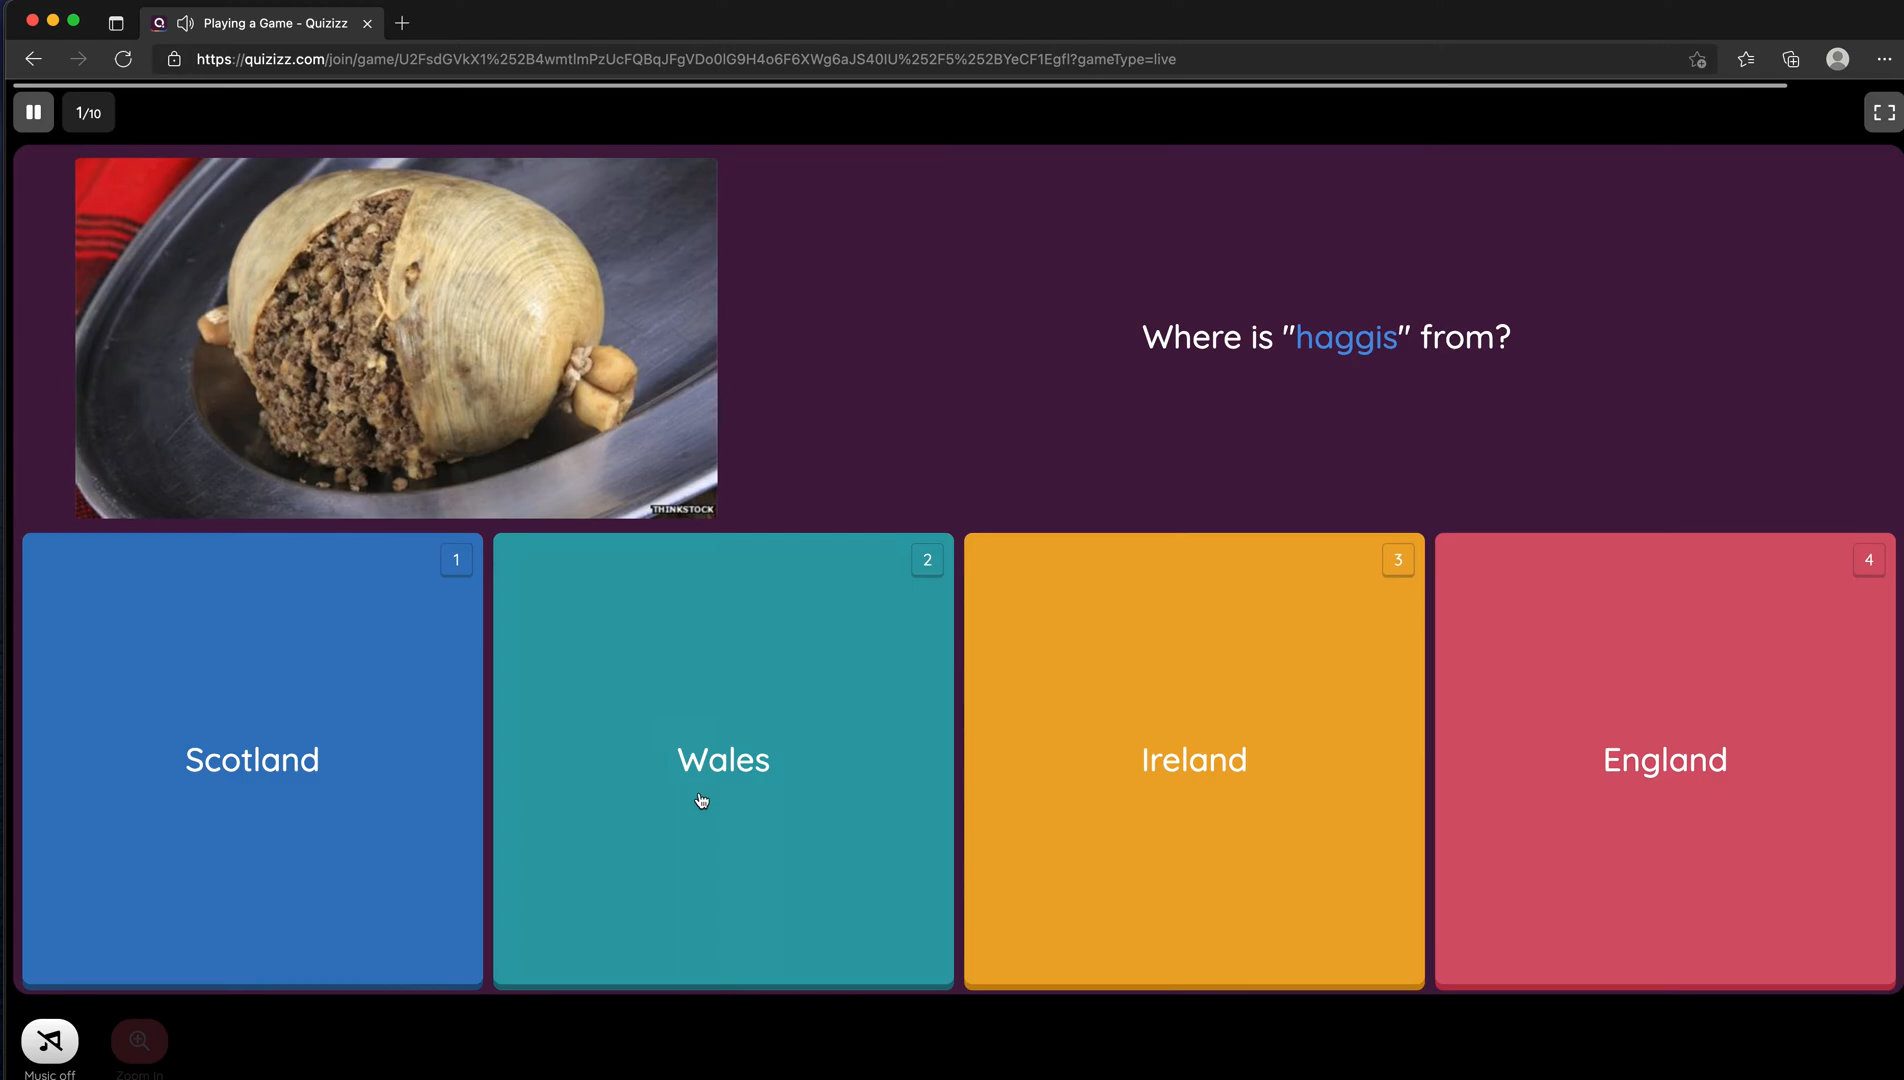 Playing a Game - Quizizz
https://quizizz.com/join/game/U2FsdGVkX1%252B4wmtlmPzUcFQBqJFgVDo0lG9H4o6F6XWg6aJS40IU%252F5%252BYeCF1Egfl?gameType=live
1/10
THINKSTOCK
Where is "haggis" from?
1
2
3
4
Scotland
Wales
Ireland
England
Music off
Zoom In